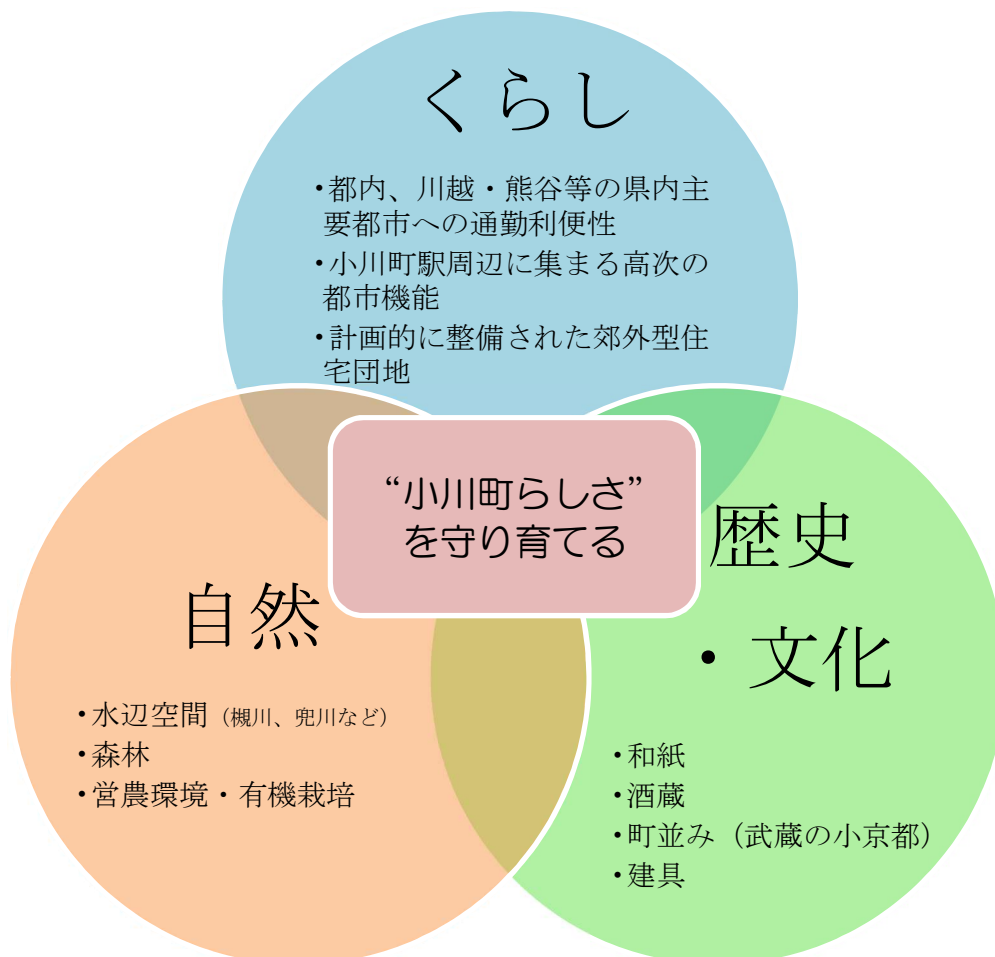 くらし
・都内、川越・熊谷等の県内主
要都市への通勤利便性
・小川町駅周辺に集まる高次の
都市機能
・計画的に整備された郊外型住
宅団地
“小川町らしさ”
を守り育てる
自然
・水辺空間（槻川、兜川など）
・森林
・営農環境・有機栽培
歴史
・文化
・和紙
・酒蔵
・町並み（武蔵の小京都）
・建具